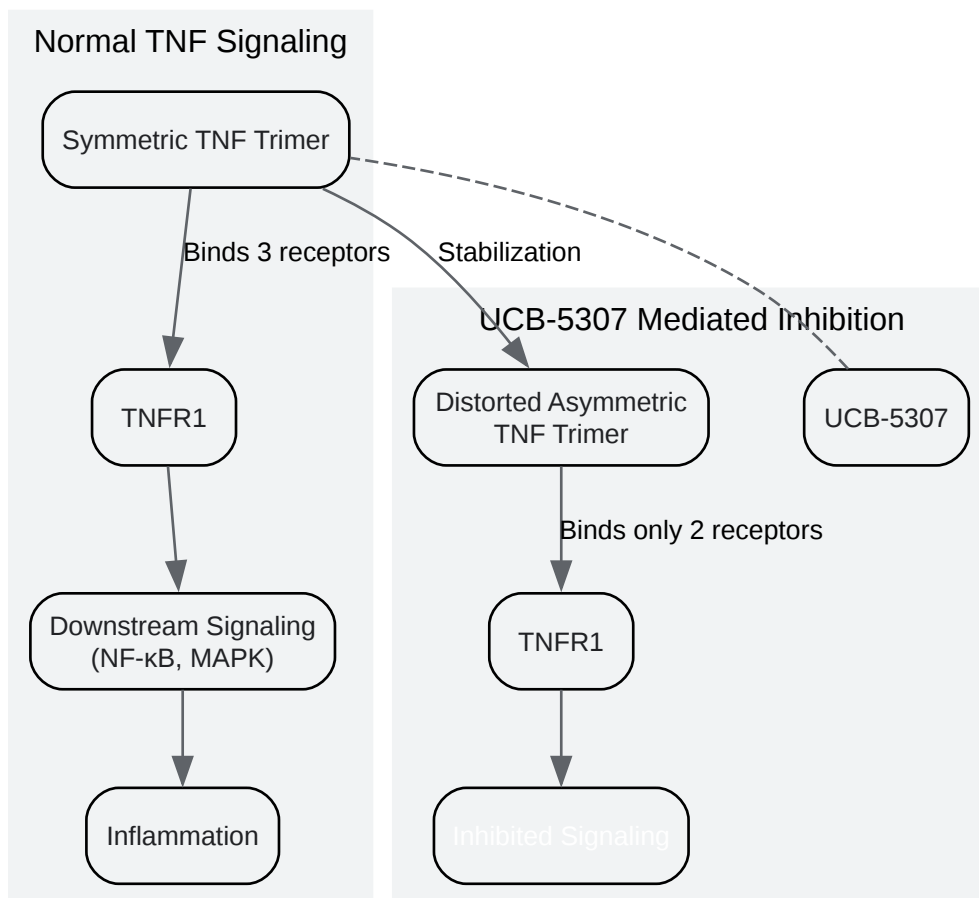 Normal TNF Signaling
Symmetric TNF Trimer
Binds 3 receptors
Stabilization
UCB-5307 Mediated Inhibition
TNFR1
Distorted Asymmetric
TNF Trimer
UCB-5307
Binds only 2 receptors
Downstream Signaling
(NF-κB, MAPK)
TNFR1
Inflammation
Inhibited Signaling